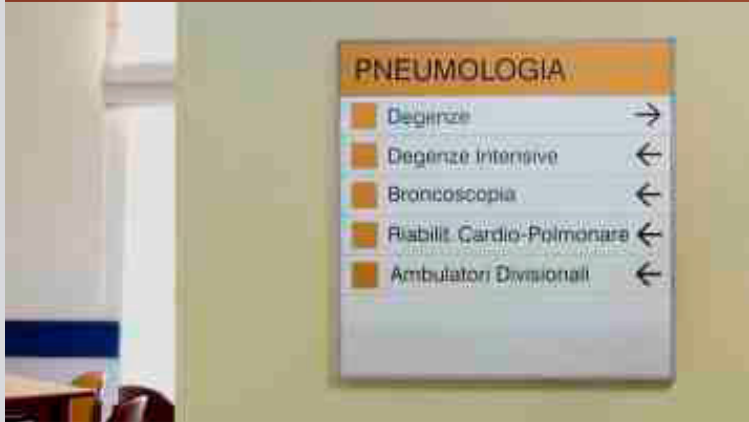 PNEUMOLOGIA
Degenze →
Degenze Intensive ←
Broncoscopia ←
Riabilit. Cardio-Polmonare ←
Ambulatori Divisionali ←